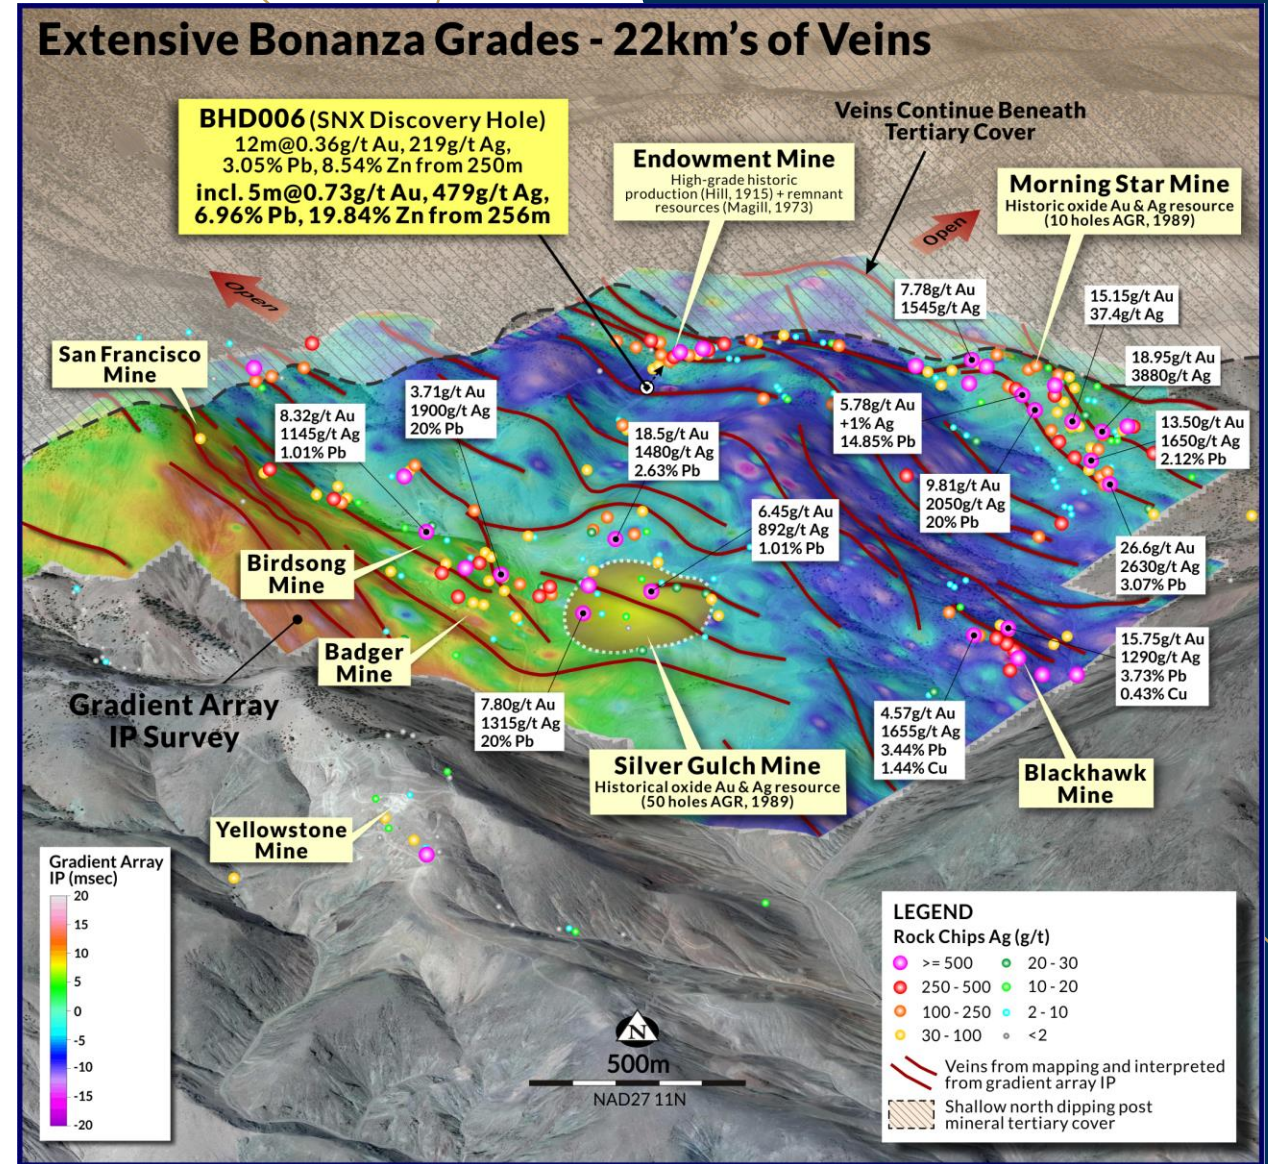 Extensive Bonanza Grades - 22km's of Veins
BHD006 (SNX Discovery Hole)
12m@0.36g/t Au, 219g/t Ag,
3.05% Pb, 8.54% Zn from 250m
incl. 5m@0.73g/t Au, 479g/t Ag,
6.96% Pb, 19.84% Zn from 256m
Veins Continue Beneath
Tertiary Cover
Endowment Mine
High-grade historic
production (Hill, 1915) + remnant
resources (Magill, 1973)
Morning Star Mine
Historic oxide Au & Ag resource
(10 holes AGR, 1989)
Open
Open
7.78g/t Au
1545g/t Ag
15.15g/t Au
37.4g/t Ag
San Francisco
Mine
18.95g/t Au
3880g/t Ag
8.32g/t Au
1145g/t Ag
1.01% Pb
3.71g/t Au
1900g/t Ag
20% Pb
5.78g/t Au
+1% Ag
14.85% Pb
18.5g/t Au
1480g/t Ag
2.63% Pb
13.50g/t Au
1650g/t Ag
2.12% Pb
9.81g/t Au
2050g/t Ag
20% Pb
6.45g/t Au
892g/t Ag
1.01% Pb
26.6g/t Au
2630g/t Ag
3.07% Pb
Birdsong
Mine
Badger
Mine
15.75g/t Au
1290g/t Ag
3.73% Pb
0.43% Cu
Gradient Array
IP Survey
7.80g/t Au
1315g/t Ag
20% Pb
4.57g/t Au
1655g/t Ag
3.44% Pb
1.44% Cu
Silver Gulch Mine
Historical oxide Au & Ag resource
(50 holes AGR, 1989)
Blackhawk
Mine
Yellowstone
Mine
Gradient Array
IP (msec)
20
15
10
5
0
-5
-10
-15
-20
N
500m
NAD27 11N
LEGEND
Rock Chips Ag (g/t)
>= 500
20 - 30
250 - 500
10 - 20
100 - 250
2 - 10
30 - 100
<2
Veins from mapping and interpreted
from gradient array IP
Shallow north dipping post
mineral tertiary cover